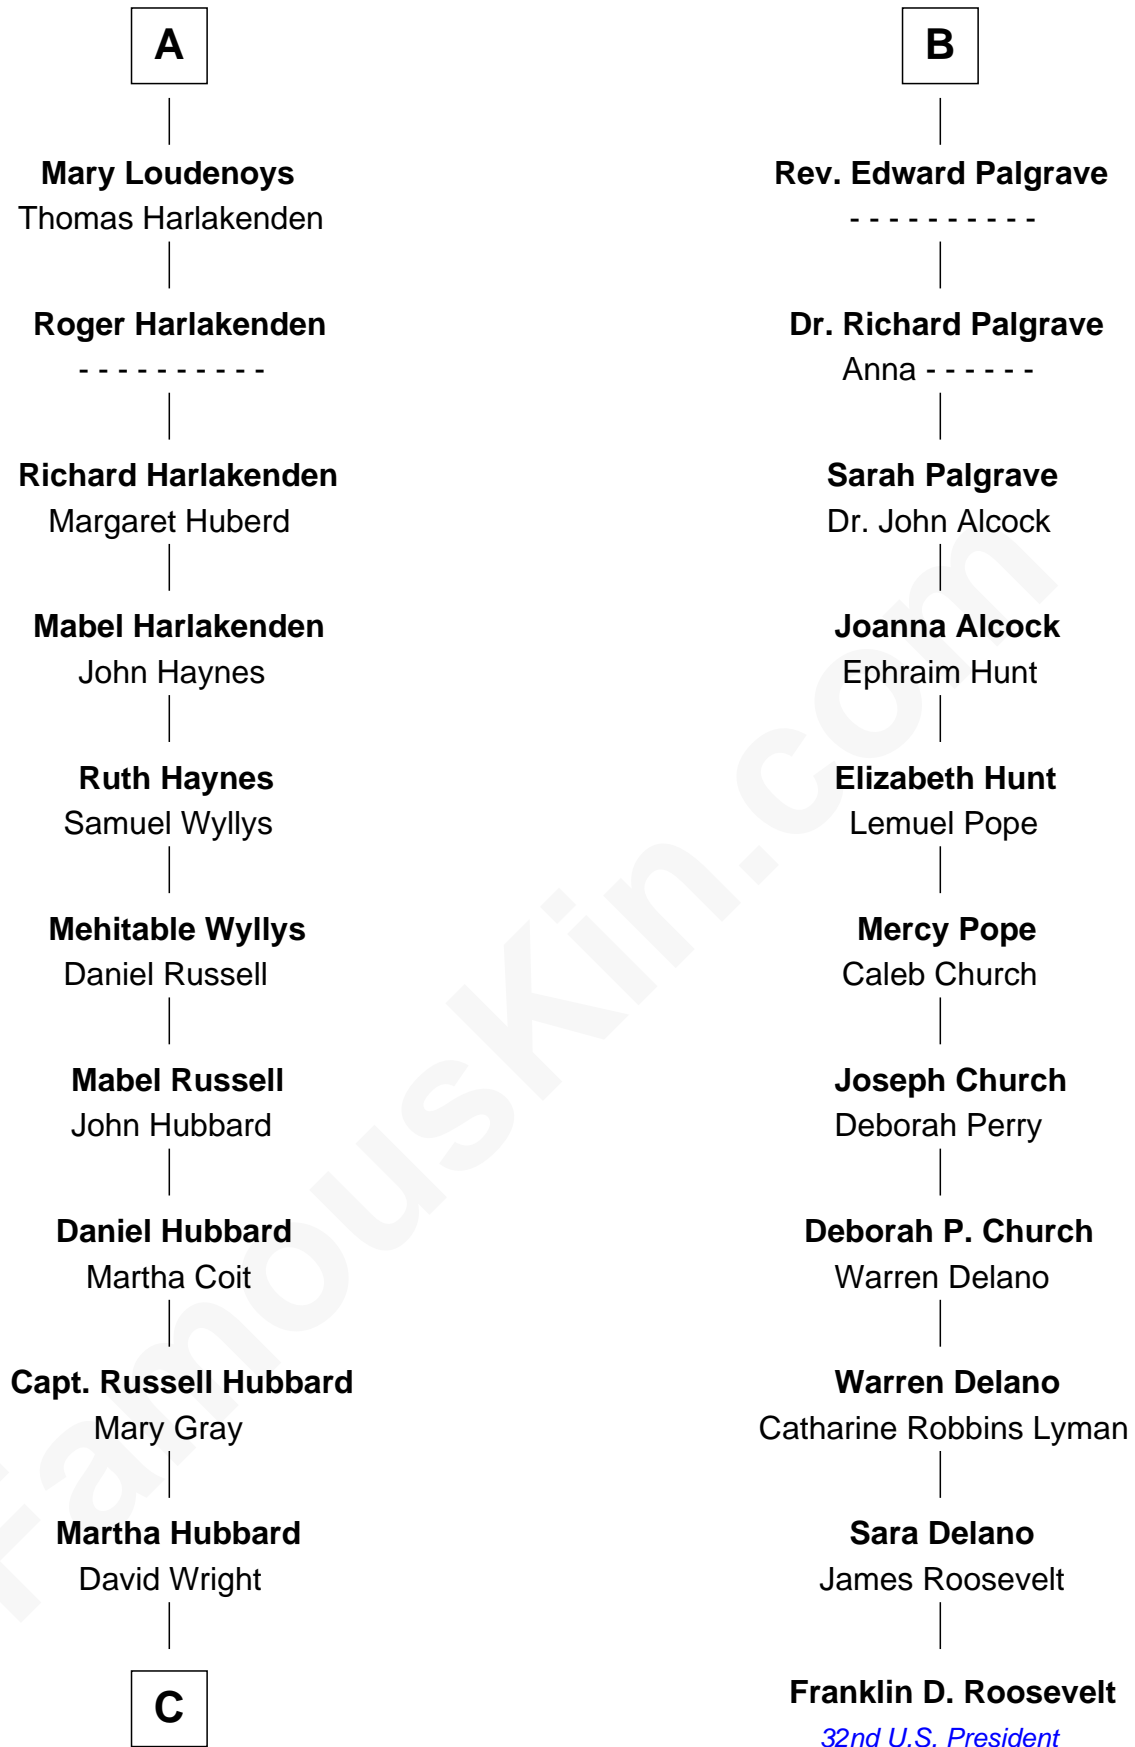 A
Mary Loudenoys
Thomas Harlakenden
Roger Harlakenden
- - - - - - - - - -
Richard Harlakenden
Margaret Huberd
Mabel Harlakenden
John Haynes
Ruth Haynes
Samuel Wyllys
Mehitable Wyllys
Daniel Russell
Mabel Russell
John Hubbard
Daniel Hubbard
Martha Coit
Capt. Russell Hubbard
Mary Gray
Martha Hubbard
David Wright
C
B
Rev. Edward Palgrave
- - - - - - - - - -
Dr. Richard Palgrave
Anna - - - - - -
Sarah Palgrave
Dr. John Alcock
Joanna Alcock
Ephraim Hunt
Elizabeth Hunt
Lemuel Pope
Mercy Pope
Caleb Church
Joseph Church
Deborah Perry
Deborah P. Church
Warren Delano
Warren Delano
Catharine Robbins Lyman
Sara Delano
James Roosevelt
Franklin D. Roosevelt
32nd U.S. President
FamousKin.com